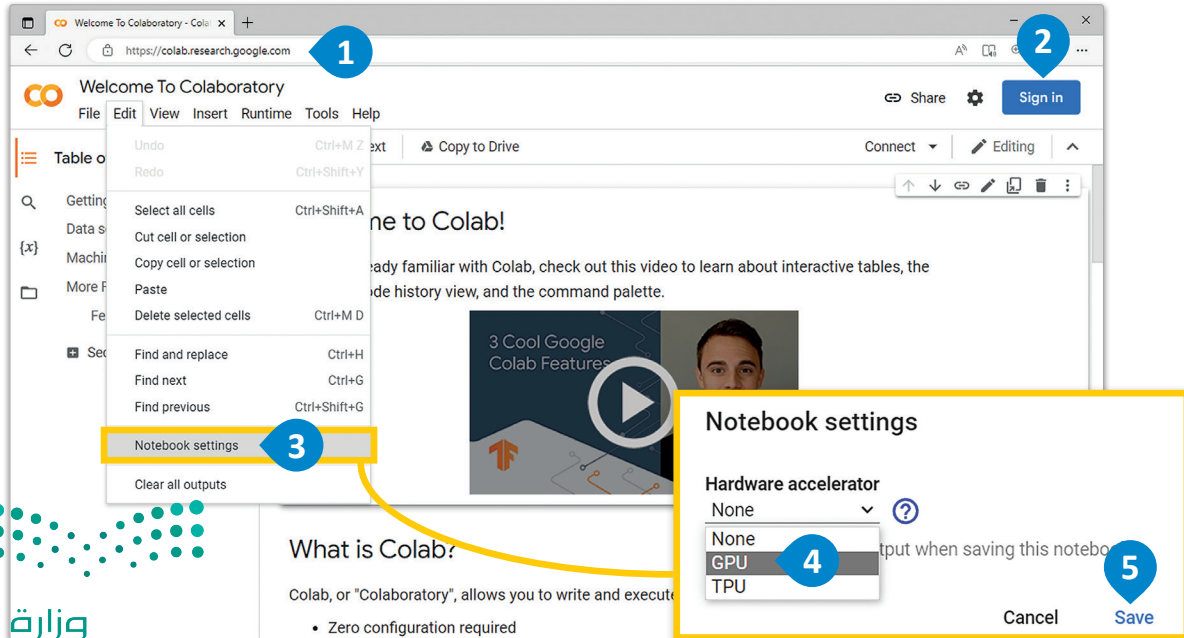 Welcome To Colaboratory - Cola
https://colab.research.google.com
1
2
Welcome To Colaboratory
File Edit View Insert Runtime Tools Help
Share
Sign in
Undo Ctrl+M Z
Redo Ctrl+Shift+Y
Select all cells Ctrl+Shift+A
Cut cell or selection
Copy cell or selection
Paste
Delete selected cells Ctrl+M D
Find and replace Ctrl+H
Find next Ctrl+G
Find previous Ctrl+Shift+G
Notebook settings
3
Clear all outputs
ext
Copy to Drive
Connect
Editing
Table o
Getting
Data s
{x}
Machin
More F
Fe
Sec
me to Colab!
eady familiar with Colab, check out this video to learn about interactive tables, the
ode history view, and the command palette.
3 Cool Google
Colab Features
What is Colab?
Colab, or "Colaboratory", allows you to write and execute
• Zero configuration required
Notebook settings
Hardware accelerator
None
?
None
GPU
4
TPU
tput when saving this notebo
5
Cancel
Save
وزارة